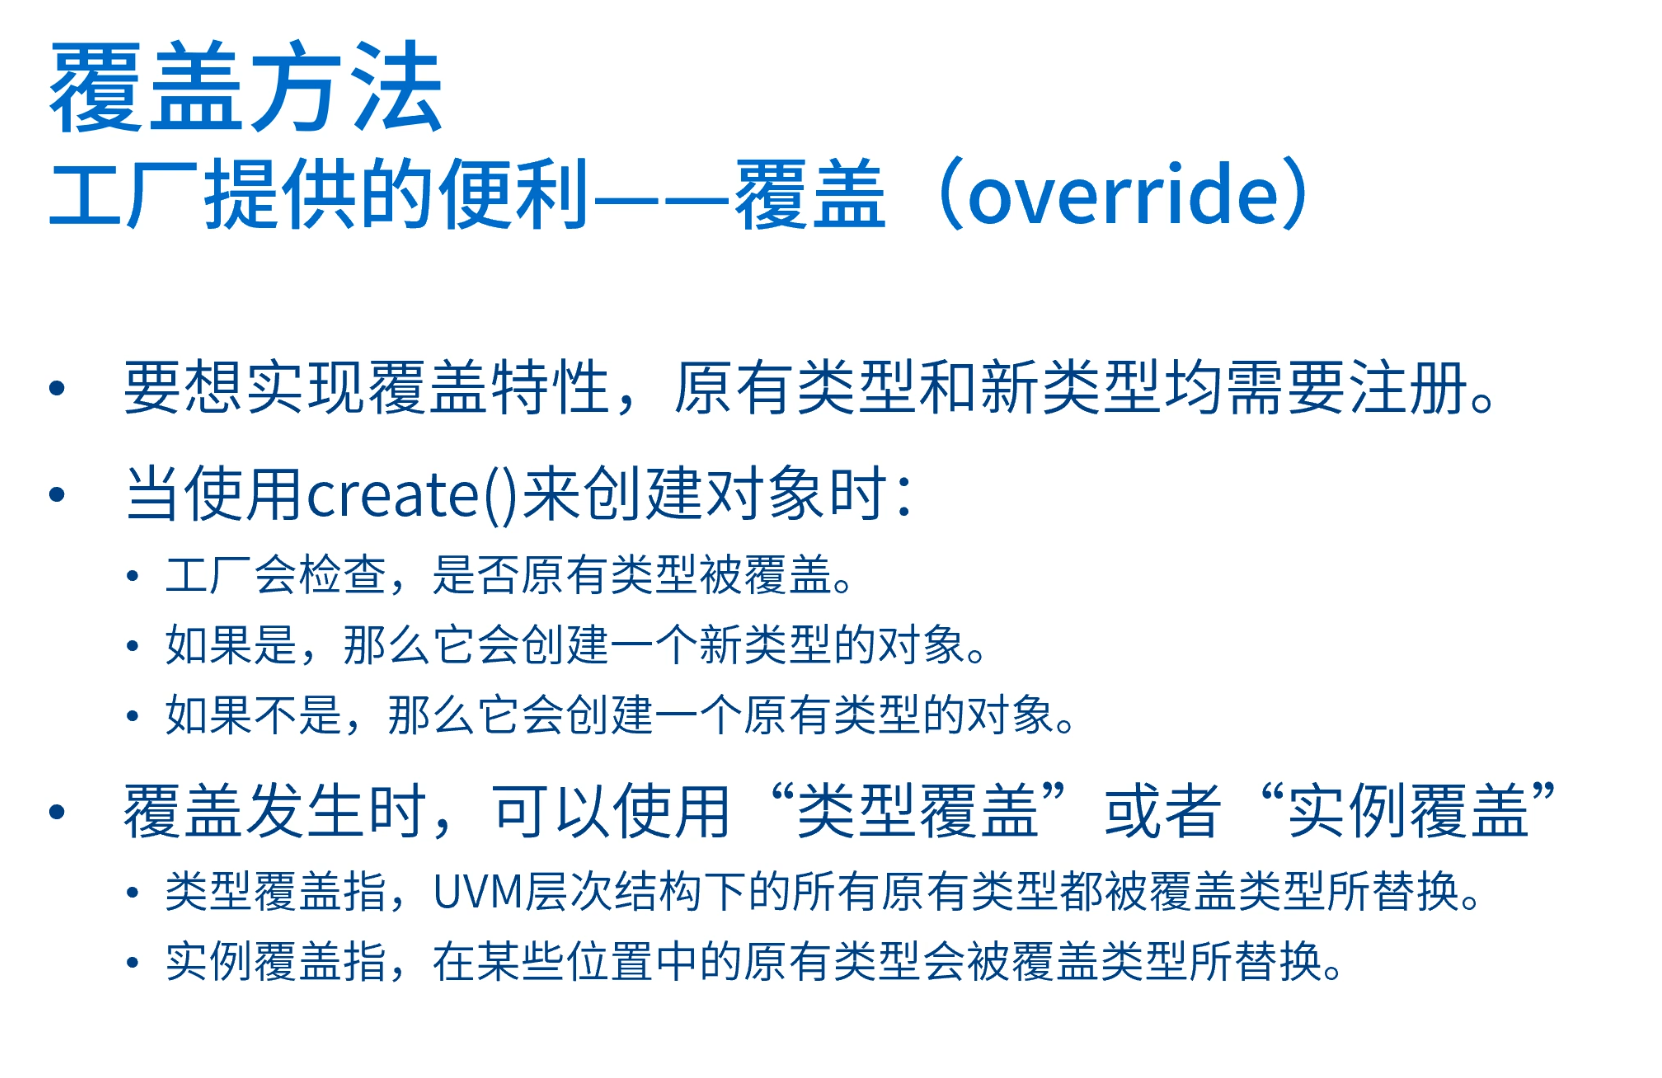 覆盖方法
工厂提供的便利——覆盖（override）
• 要想实现覆盖特性，原有类型和新类型均需要注册。
• 当使用create()来创建对象时：
• 工厂会检查，是否原有类型被覆盖。
• 如果是，那么它会创建一个新类型的对象。
• 如果不是，那么它会创建一个原有类型的对象。
• 覆盖发生时，可以使用“类型覆盖”或者“实例覆盖”
• 类型覆盖指，UVM层次结构下的所有原有类型都被覆盖类型所替换。
• 实例覆盖指，在某些位置中的原有类型会被覆盖类型所替换。